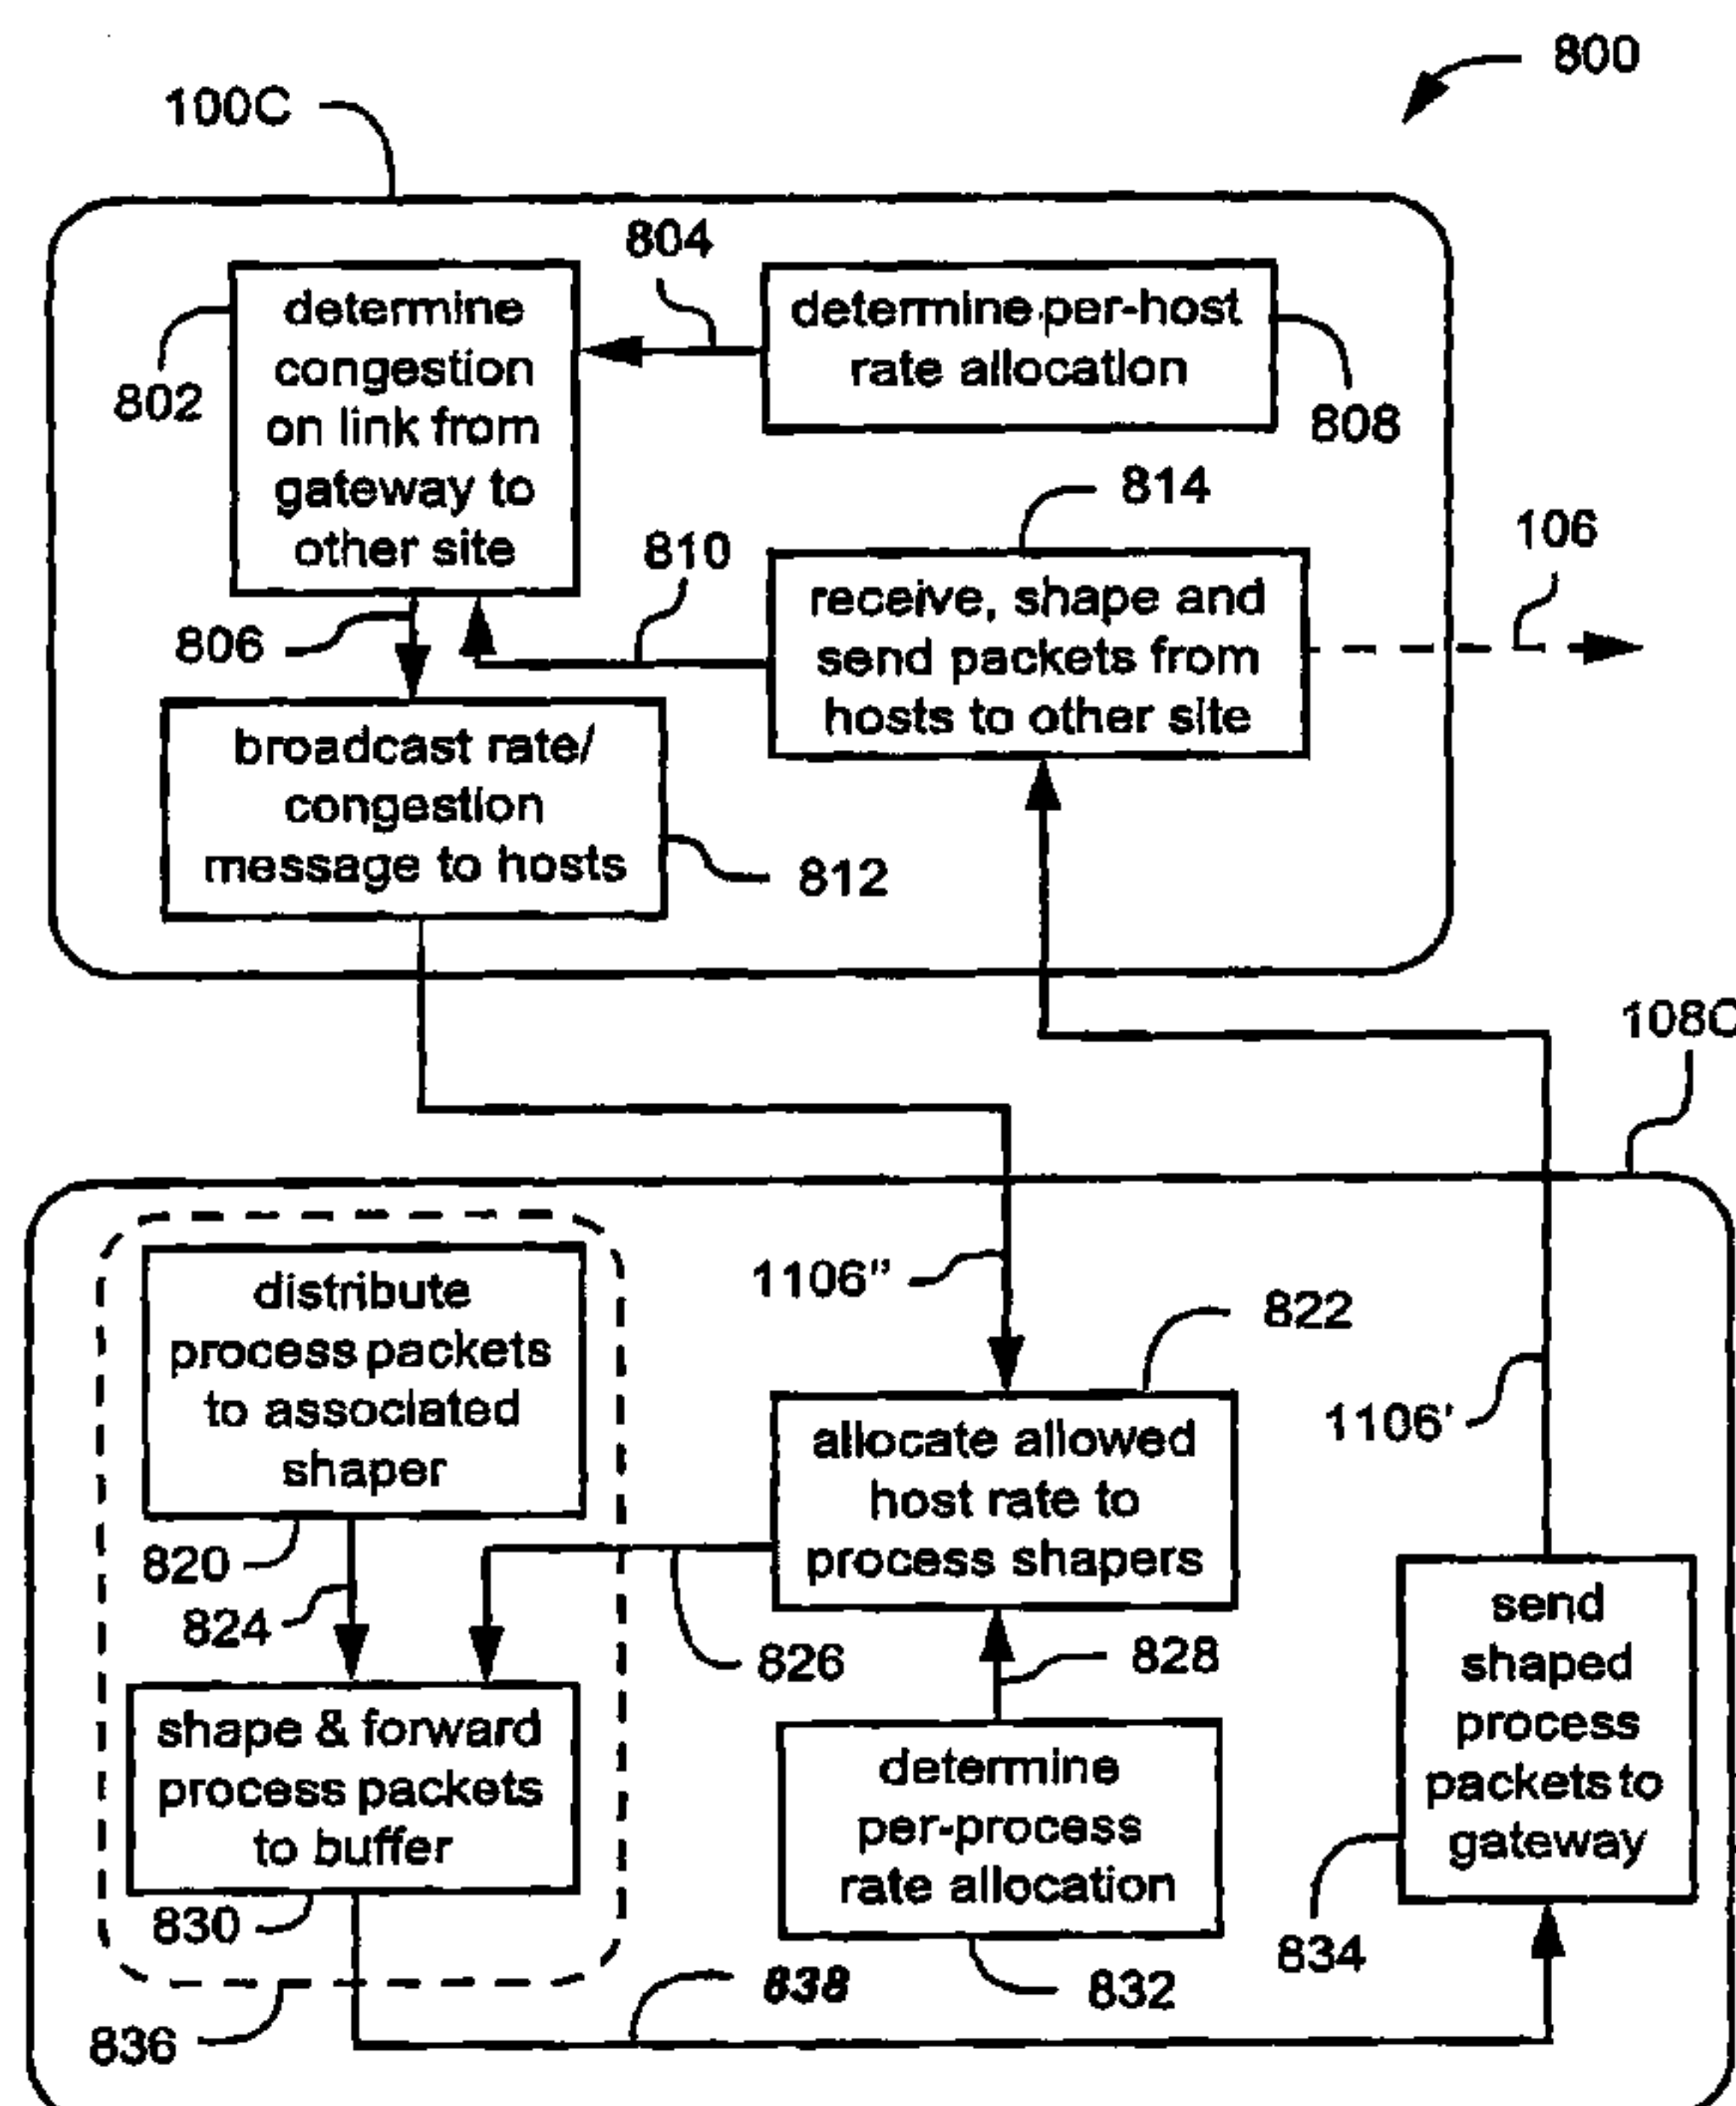 800
100C
804
determine
congestion
on link from
gateway to
other site
determine per-host
rate allocation
802
808
814
810
106
receive, shape and
send packets from
hosts to other site
806
broadcast rate/
congestion
message to hosts
812
108C
distribute
process packets
to associated
shaper
1106"
822
1106'
allocate allowed
host rate to
process shapers
820
824
826
828
send
shaped
process
packets to
gateway
shape & forward
process packets
to buffer
determine
per-process
rate allocation
830
834
838
832
836